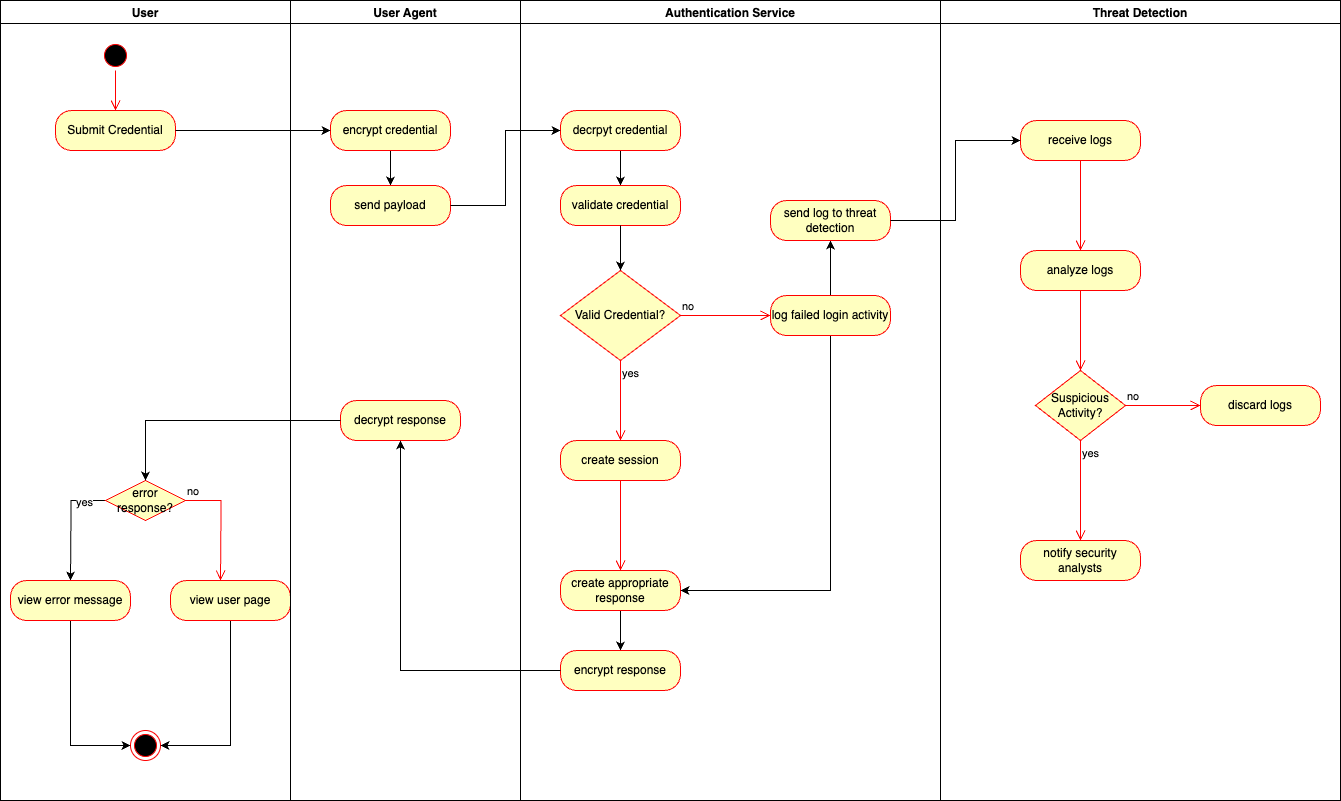 User
User Agent
Authentication Service
Threat Detection
Submit Credential
encrypt credential
send payload
decrpyt credential
validate credential
Valid Credential?
no
yes
log failed login activity
send log to threat
detection
receive logs
analyze logs
Suspicious
Activity?
no
discard logs
yes
notify security
analysts
create session
create appropriate
response
encrypt response
decrypt response
error
response?
yes
no
view error message
view user page